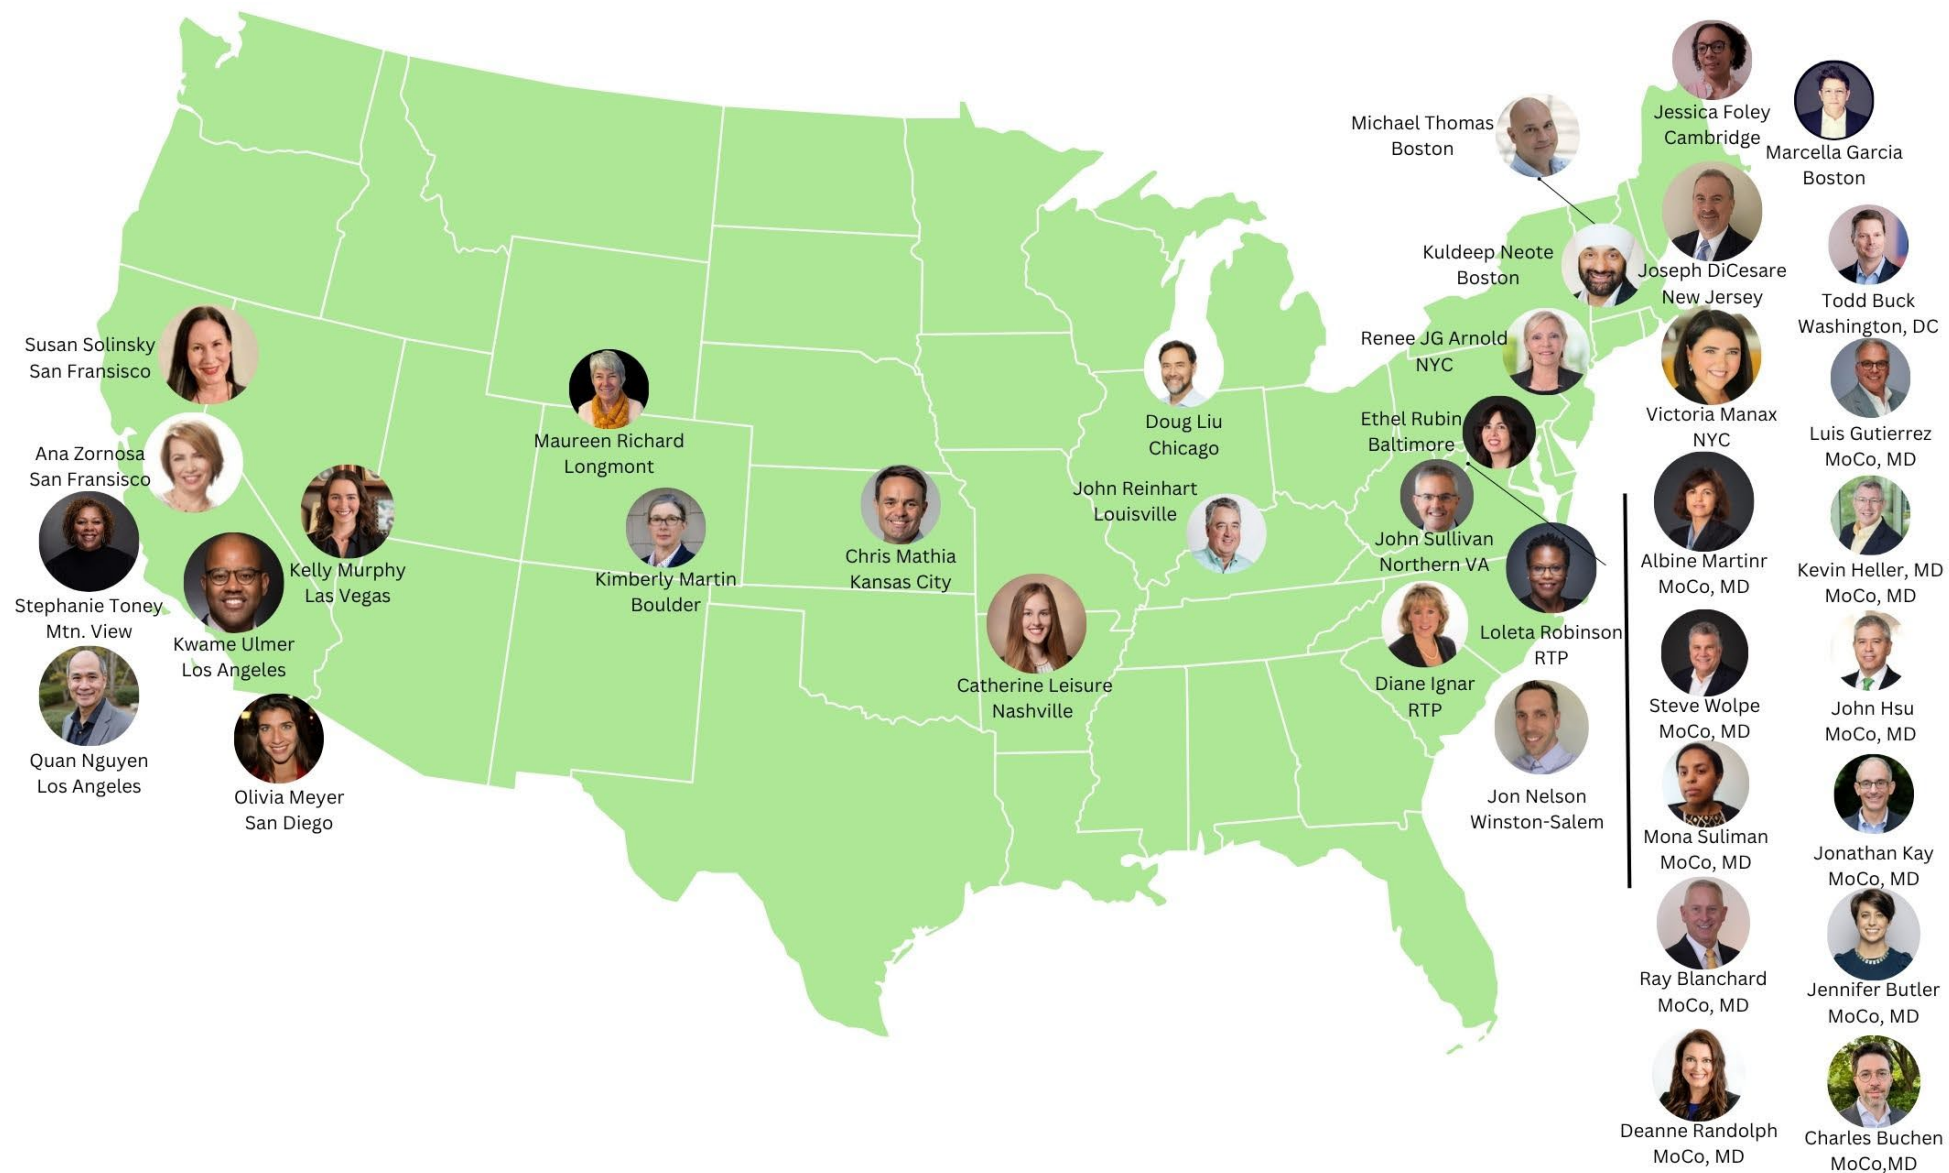 Susan Solinsky
San Fransisco
Ana Zornosa
San Fransisco
Stephanie Toney
Mtn. View
Quan Nguyen
Los Angeles
Kwame Ulmer
Los Angeles
Olivia Meyer
San Diego
Kelly Murphy
Las Vegas
Maureen Richard
Longmont
Kimberly Martin
Boulder
Chris Mathia
Kansas City
Catherine Leisure
Nashville
Doug Liu
Chicago
John Reinhart
Louisville
Michael Thomas
Boston
Kuldeep Neote
Boston
Renee JG Arnold
NYC
Ethel Rubin
Baltimore
John Sullivan
Northern VA
Diane Ignar
RTP
Loleta Robinson
RTP
Jon Nelson
Winston-Salem
Jessica Foley
Cambridge
Marcella Garcia
Boston
Joseph DiCesare
New Jersey
Todd Buck
Washington, DC
Victoria Manax
NYC
Luis Gutierrez
MoCo, MD
Albine Martinr
MoCo, MD
Kevin Heller, MD
MoCo, MD
Steve Wolpe
MoCo, MD
John Hsu
MoCo, MD
Mona Suliman
MoCo, MD
Jonathan Kay
MoCo, MD
Ray Blanchard
MoCo, MD
Jennifer Butler
MoCo, MD
Deanne Randolph
MoCo, MD
Charles Buchen
MoCo,MD